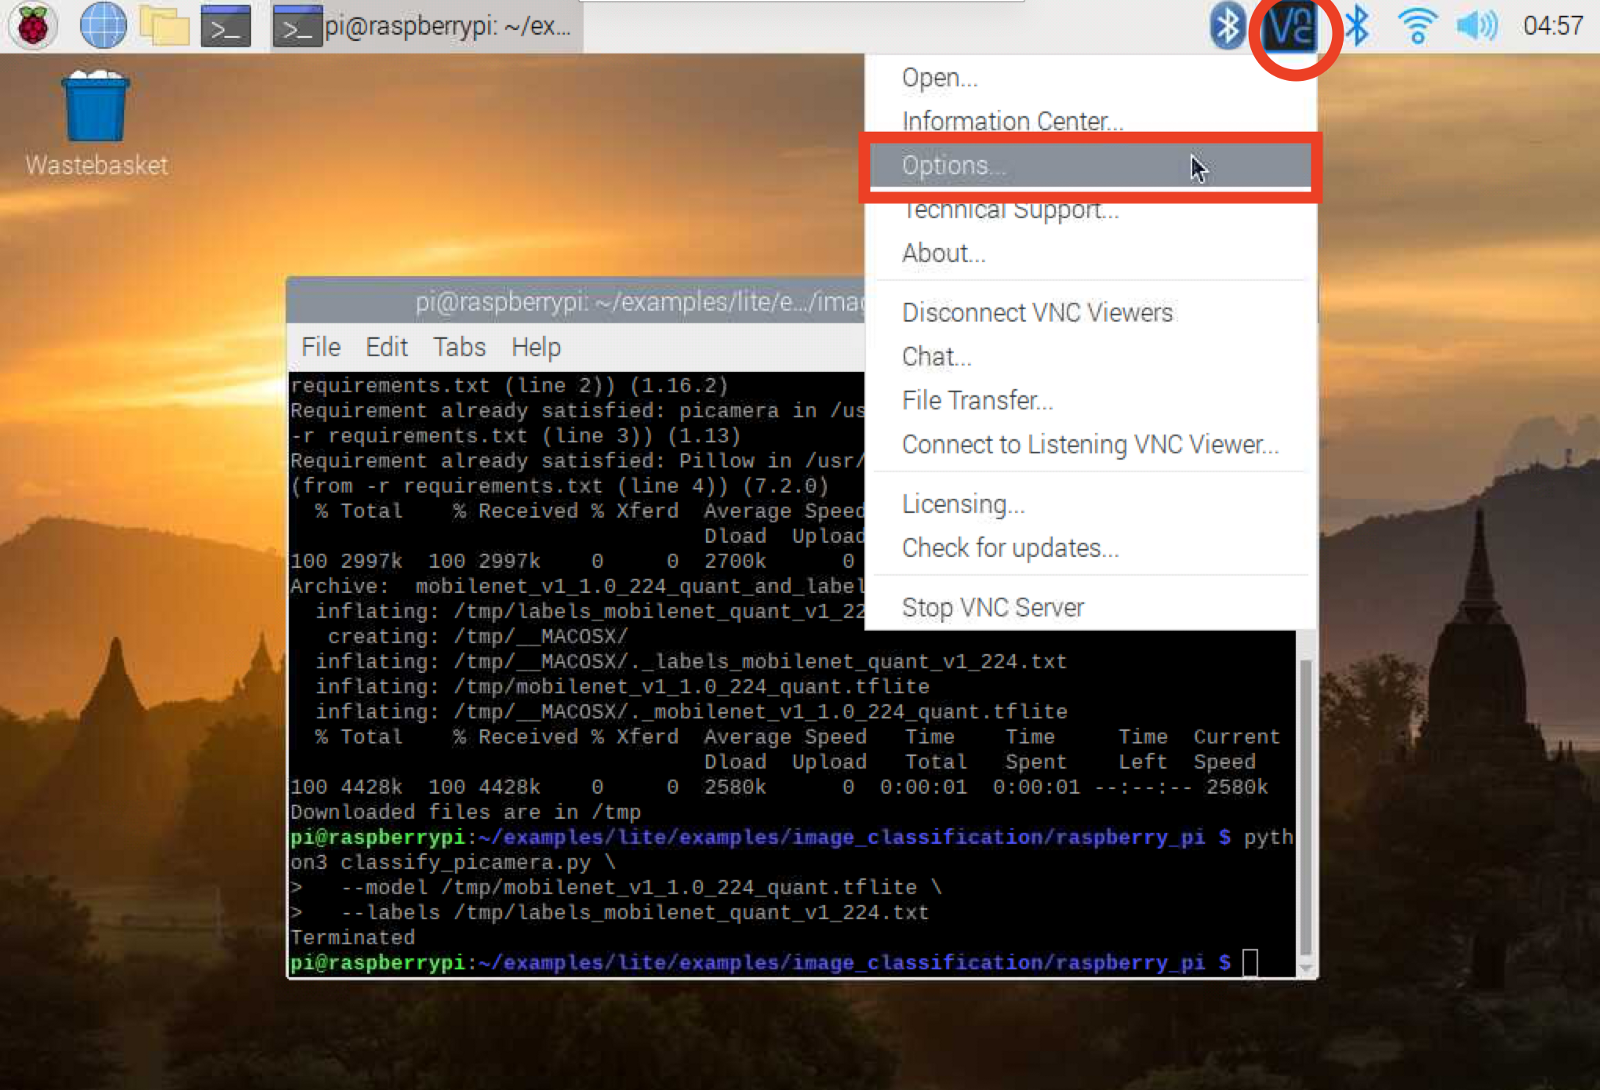 pi@raspberrypi: ~/ex...
VNC
04:57
Wastebasket
Open...
Information Center...
Options...
Technical Support...
About...
Disconnect VNC Viewers
Chat...
File Transfer...
Connect to Listening VNC Viewer...
Licensing...
Check for updates...
Stop VNC Server
pi@raspberrypi: ~/examples/lite/e.../ima
File Edit Tabs Help
requirements.txt (line 2)) (1.16.2)
Requirement already satisfied: picamera in /us
-r requirements.txt (line 3)) (1.13)
Requirement already satisfied: Pillow in /usr/
(from -r requirements.txt (line 4)) (7.2.0)
% Total % Received % Xferd Average Speed
Dload Upload
100 2997k 100 2997k 0 0 2700k 0
Archive: mobilenet_v1_1.0_224_quant_and_label
inflating: /tmp/labels_mobilenet_quant_v1_22
creating: /tmp/__MACOSX/
inflating: /tmp/__MACOSX/._labels_mobilenet_quant_v1_224.txt
inflating: /tmp/mobilenet_v1_1.0_224_quant.tflite
inflating: /tmp/__MACOSX/._mobilenet_v1_1.0_224_quant.tflite
% Total % Received % Xferd Average Speed Time Time Time Current
Dload Upload Total Spent Left Speed
100 4428k 100 4428k 0 0 2580k 0 0:00:01 0:00:01 --:--:-- 2580k
Downloaded files are in /tmp
pi@raspberrypi:~/examples/lite/examples/image_classification/raspberry_pi $ pyth
on3 classify_picamera.py \
> --model /tmp/mobilenet_v1_1.0_224_quant.tflite \
> --labels /tmp/labels_mobilenet_quant_v1_224.txt
Terminated
pi@raspberrypi:~/examples/lite/examples/image_classification/raspberry_pi $